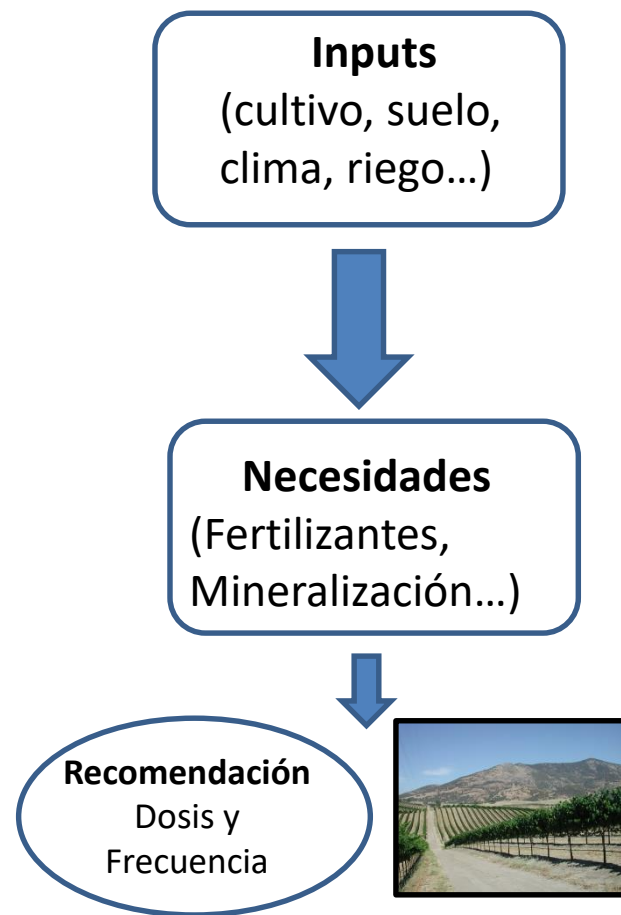 Inputs
(cultivo, suelo,
clima, riego…)
Necesidades
(Fertilizantes,
Mineralización…)
Recomendación
Dosis y
Frecuencia